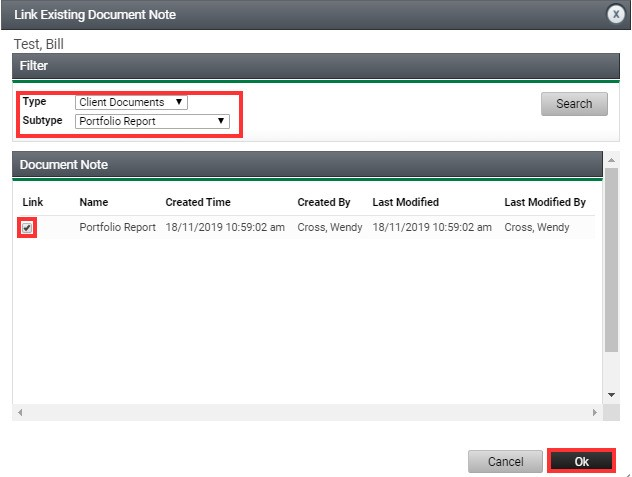 Link Existing Document Note X
Test, Bill
Filter
Type Client Documents
Search
Subtype Portfolio Report
Document Note
Link Name Created Time Created By Last Modified Last Modified By
Portfolio Report 18/11/2019 10:59:02 am Cross, Wendy 18/11/2019 10:59:02 am Cross, Wendy
Cancel Ok